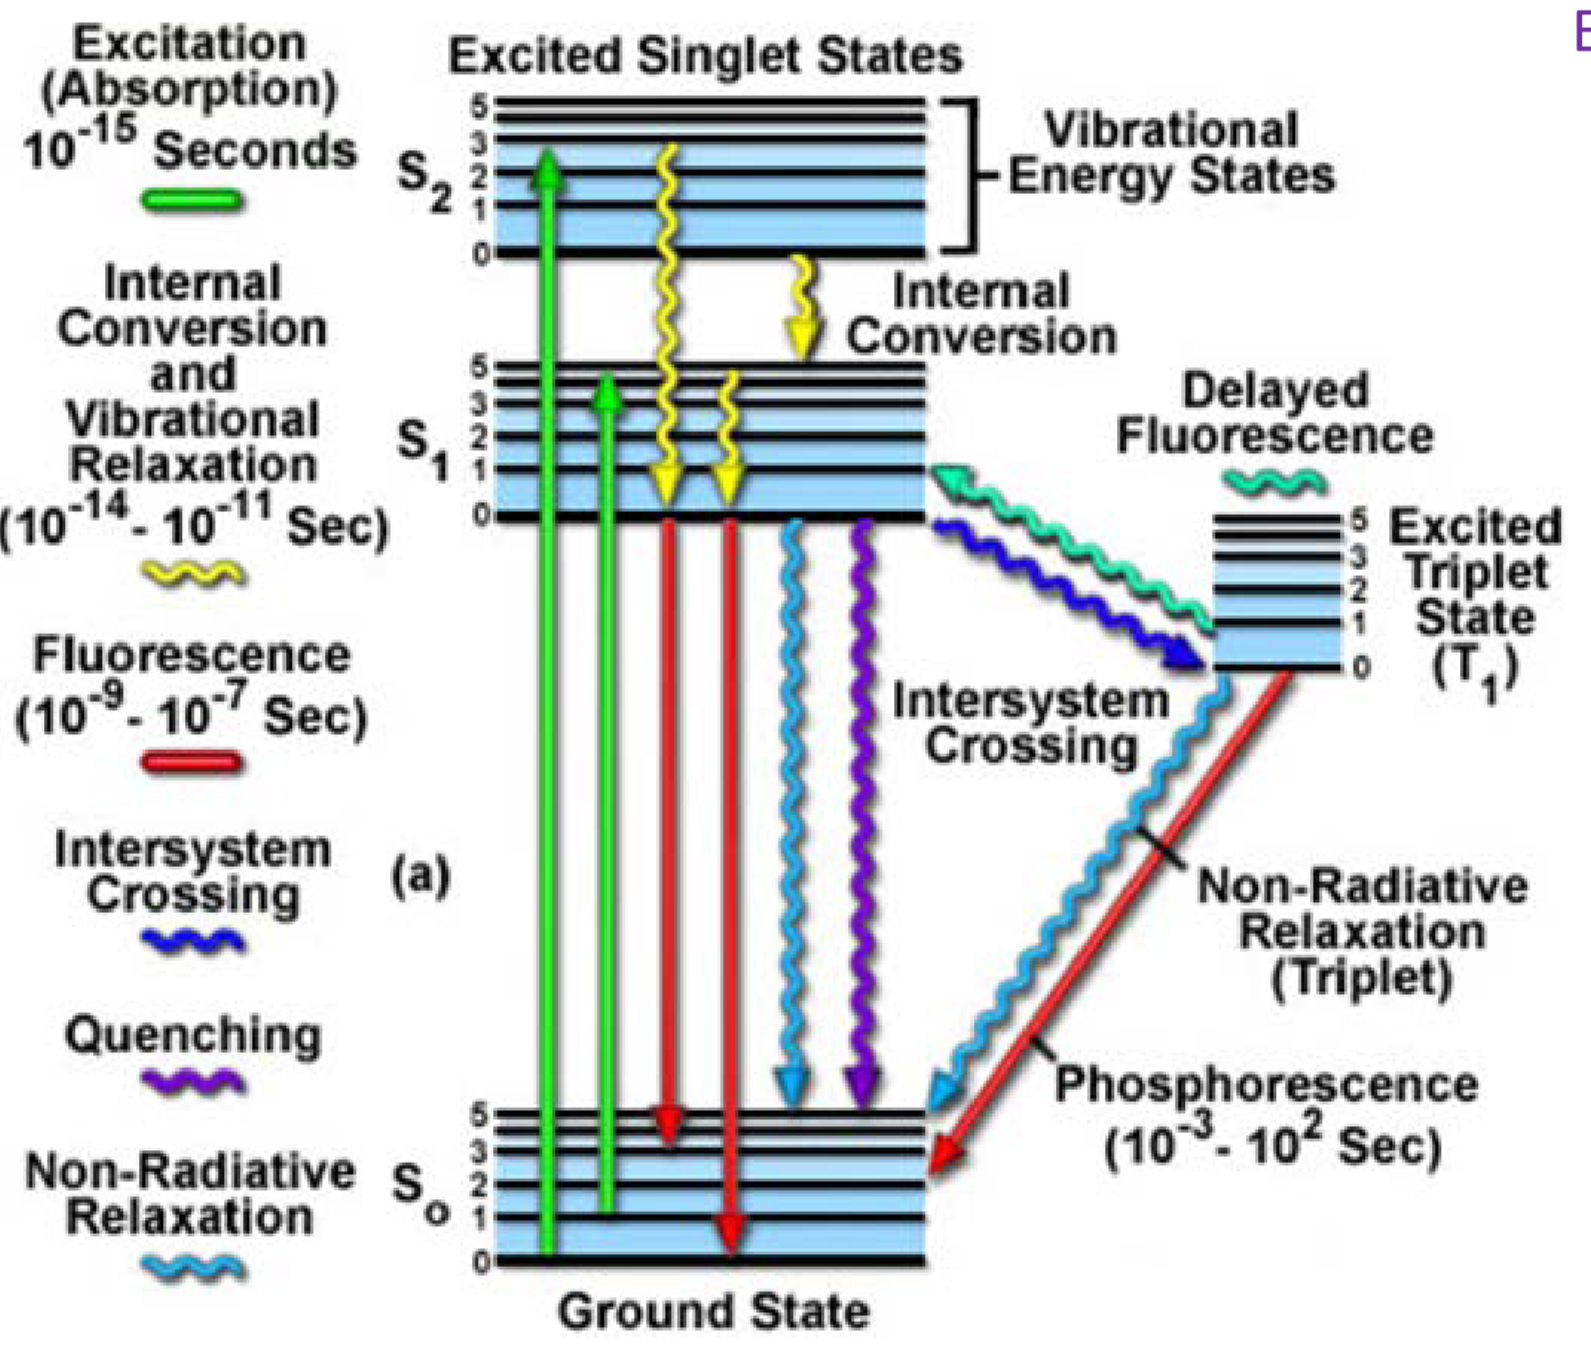 Excitation
(Absorption)
10^-15 Seconds
Internal
Conversion
and
Vibrational
Relaxation
(10^-14 - 10^-11 Sec)
Fluorescence
(10^-9 - 10^-7 Sec)
Intersystem
Crossing
Quenching
Non-Radiative
Relaxation
Excited Singlet States
S2
5
3
2
1
0
Vibrational
Energy States
Internal
Conversion
S1
5
3
2
1
0
Delayed
Fluorescence
5
3
2
1
0
Excited
Triplet
State
(T1)
Intersystem
Crossing
(a)
Non-Radiative
Relaxation
(Triplet)
Phosphorescence
(10^-3 - 10^2 Sec)
So
5
3
2
1
0
Ground State